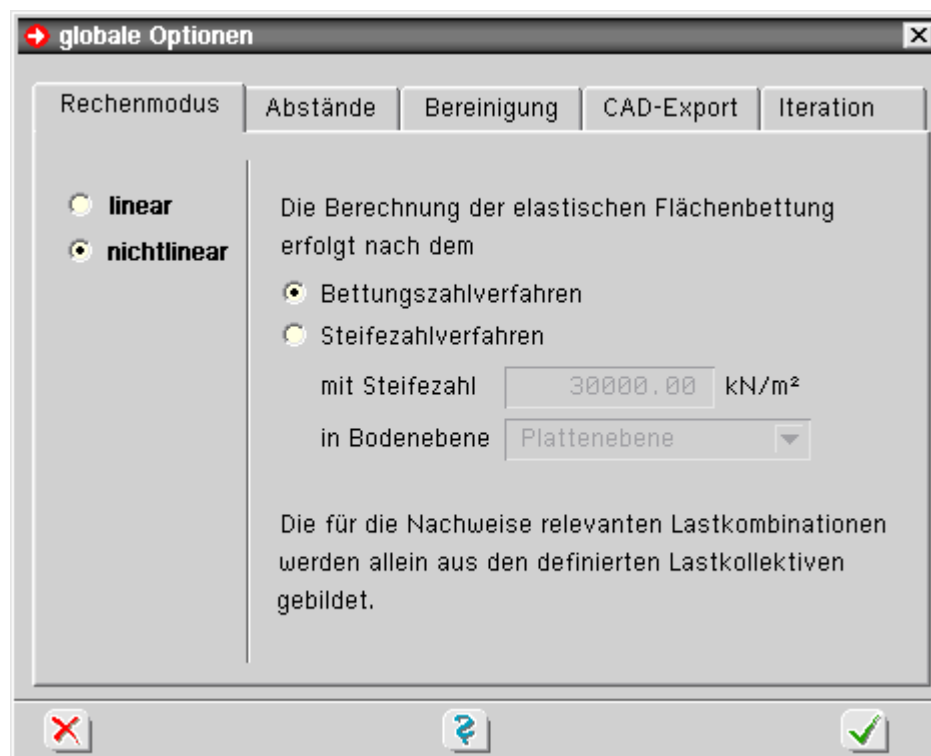 globale Optionen
Rechenmodus Abstände Bereinigung CAD-Export Iteration
linear
nichtlinear
Die Berechnung der elastischen Flächenbettung
erfolgt nach dem
Bettungszahlverfahren
Steifezahlverfahren
mit Steifezahl 30000.00 kN/m²
in Bodenebene Plattenebene
Die für die Nachweise relevanten Lastkombinationen
werden allein aus den definierten Lastkollektiven
gebildet.